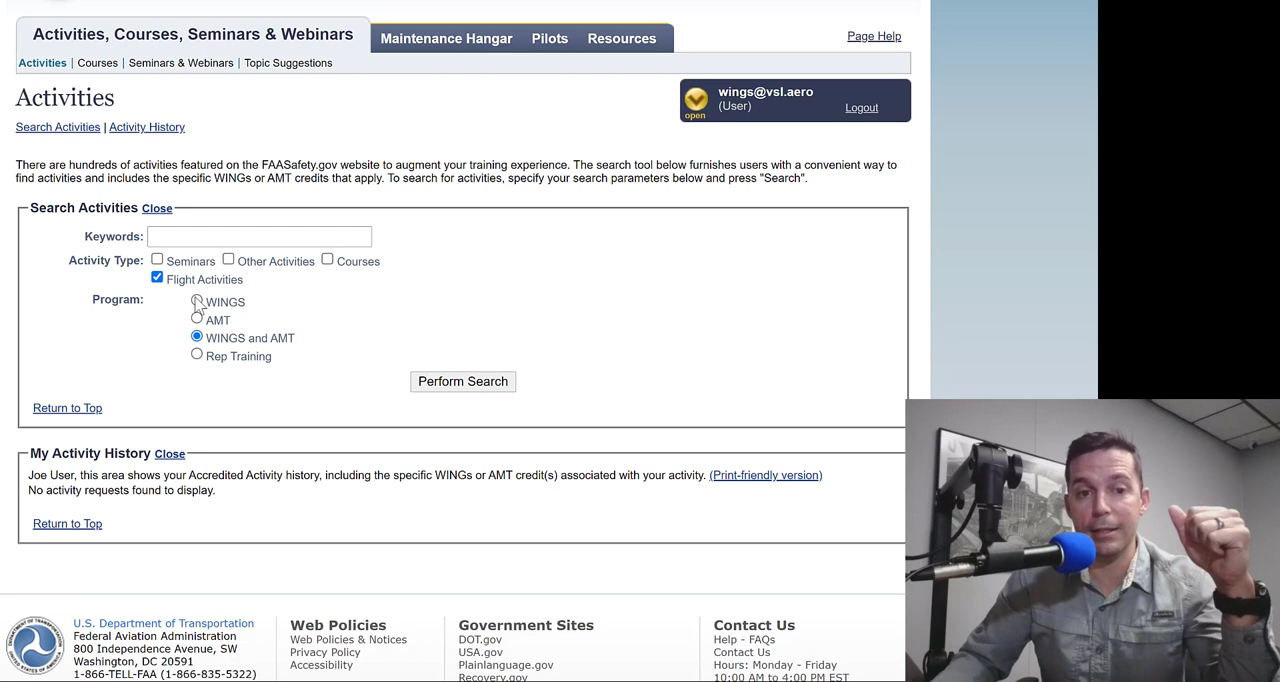 Activities, Courses, Seminars & Webinars
Maintenance Hangar Pilots Resources
Page Help
Activities | Courses | Seminars & Webinars | Topic Suggestions
Activities
open
wings@vsl.aero
(User)
Logout
Search Activities | Activity History
There are hundreds of activities featured on the FAASafety.gov website to augment your training experience. The search tool below furnishes users with a convenient way to
find activities and includes the specific WINGs or AMT credits that apply. To search for activities, specify your search parameters below and press "Search".
Search Activities Close
Keywords:
Activity Type: Seminars Other Activities Courses
Flight Activities
Program: WINGS
AMT
WINGS and AMT
Rep Training
Perform Search
Return to Top
My Activity History Close
Joe User, this area shows your Accredited Activity history, including the specific WINGs or AMT credit(s) associated with your activity. (Print-friendly version)
No activity requests found to display.
Return to Top
U.S. Department of Transportation
Federal Aviation Administration
800 Independence Avenue, SW
Washington, DC 20591
1-866-TELL-FAA (1-866-835-5322)
Web Policies
Web Policies & Notices
Privacy Policy
Accessibility
Government Sites
DOT.gov
USA.gov
Plainlanguage.gov
Recovery.gov
Contact Us
Help - FAQs
Contact Us
Hours: Monday - Friday
10:00 AM to 4:00 PM EST